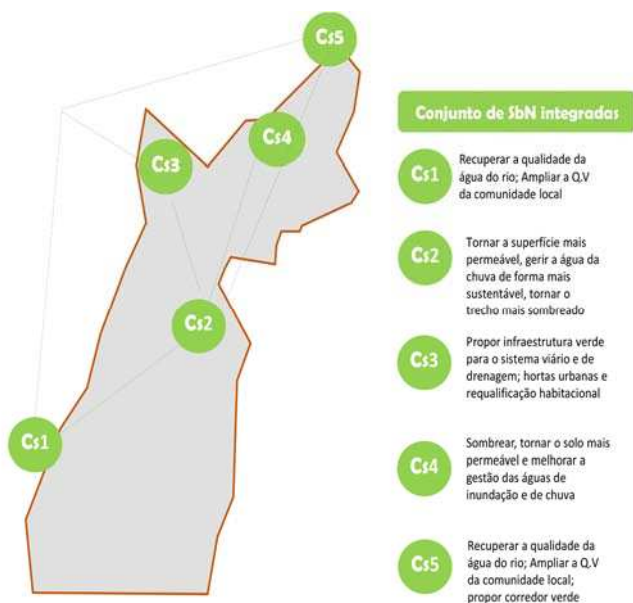 Cs5
Cs4
Cs3
Cs2
Cs1
Conjunto de SbN integradas
Cs1
Recuperar a qualidade da
água do rio; Ampliar a Q.V
da comunidade local
Cs2
Tornar a superfície mais
permeável, gerir a água da
chuva de forma mais
sustentável, tornar o
trecho mais sombreado
Cs3
Propor infraestrutura verde
para o sistema viário e de
drenagem; hortas urbanas e
requalificação habitacional
Cs4
Sombrear, tornar o solo mais
permeável e melhorar a
gestão das águas de
inundação e de chuva
Cs5
Recuperar a qualidade da
água do rio; Ampliar a Q.V
da comunidade local;
propor corredor verde